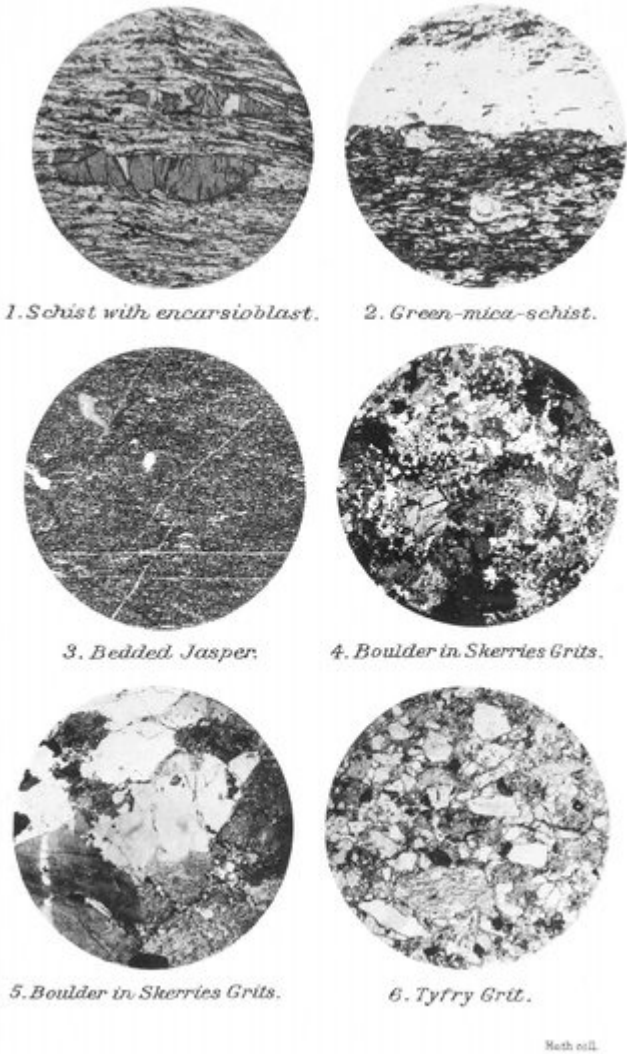 1. Schist with encarsioblast.
2. Green-mica-schist.
3. Bedded Jasper.
4. Boulder in Skerries Grits.
5. Boulder in Skerries Grits.
6. Tyfry Grit.
coll.